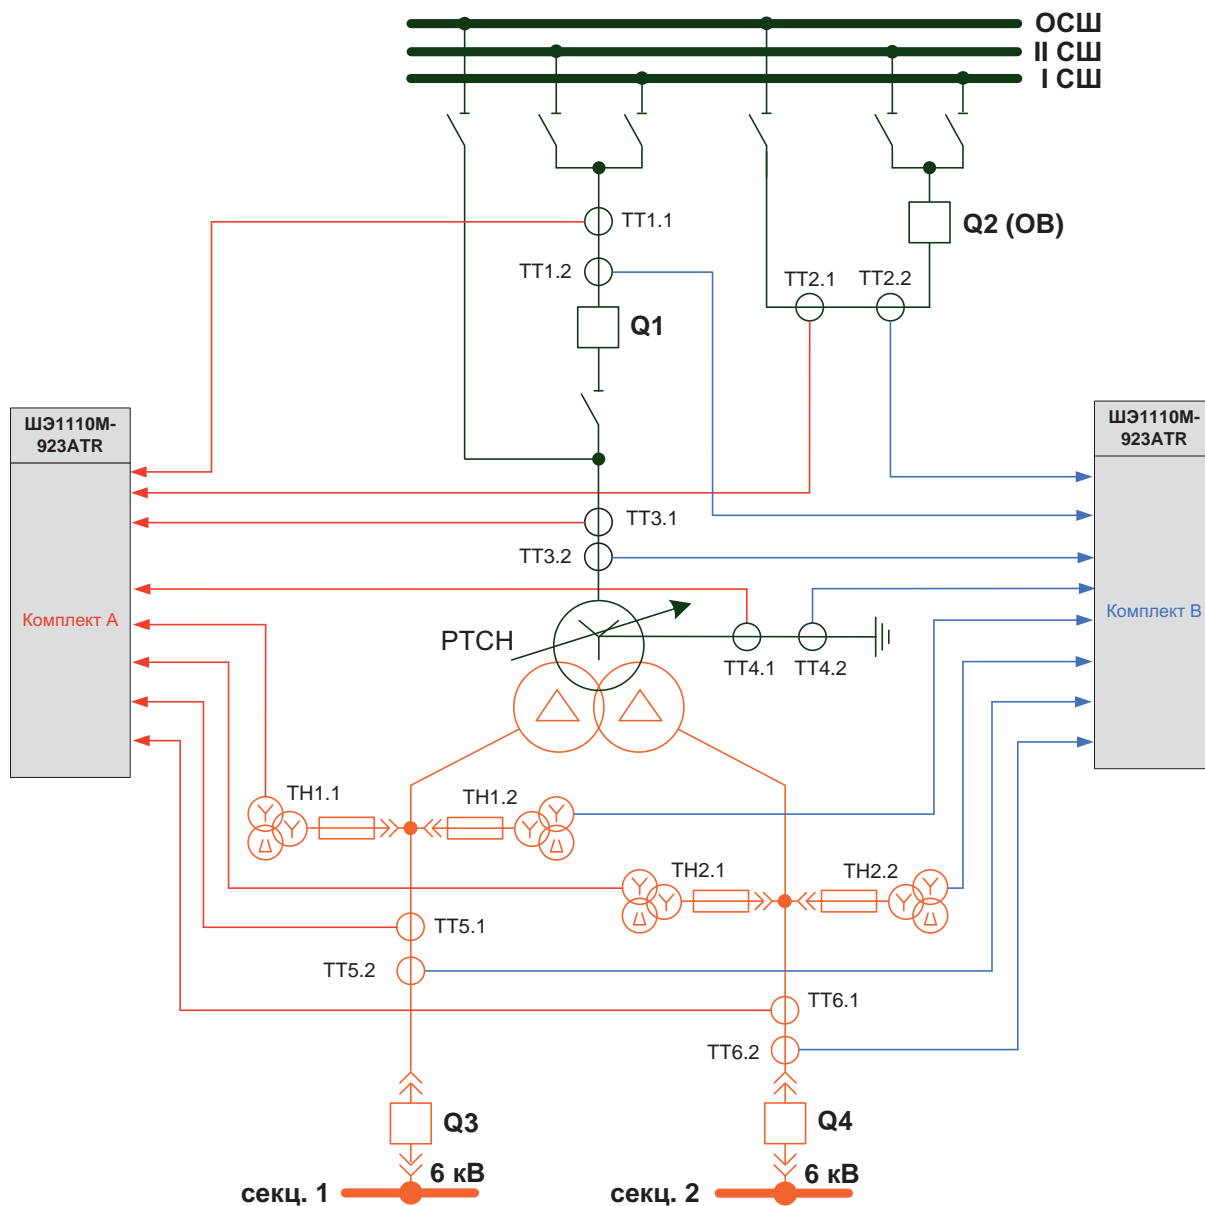 ОСШ
II СШ
I СШ
ТТ1.1
Q2 (ОВ)
ТТ1.2
ТТ2.1
ТТ2.2
Q1
ШЭ1110М-
923ATR
ШЭ1110М-
923ATR
ТТ3.1
ТТ3.2
Комплект А
Комплект В
РТСН
ТТ4.1
ТТ4.2
ТН1.1
ТН1.2
ТН2.1
ТН2.2
ТТ5.1
ТТ5.2
ТТ6.1
ТТ6.2
Q3
Q4
6 кВ
6 кВ
секц. 1
секц. 2